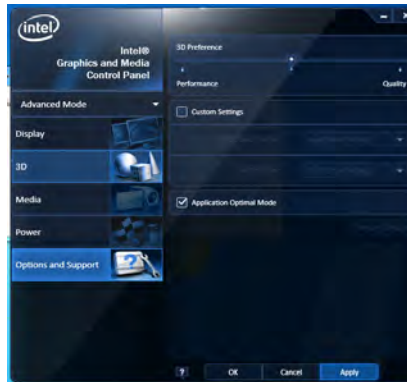 intel
Intel®
Graphics and Media
Control Panel
Advanced Mode
Display
3D
Media
Power
Options and Support
3D Preference
Performance
Quality
Custom Settings
Application Optimal Mode
?
OK
Cancel
Apply